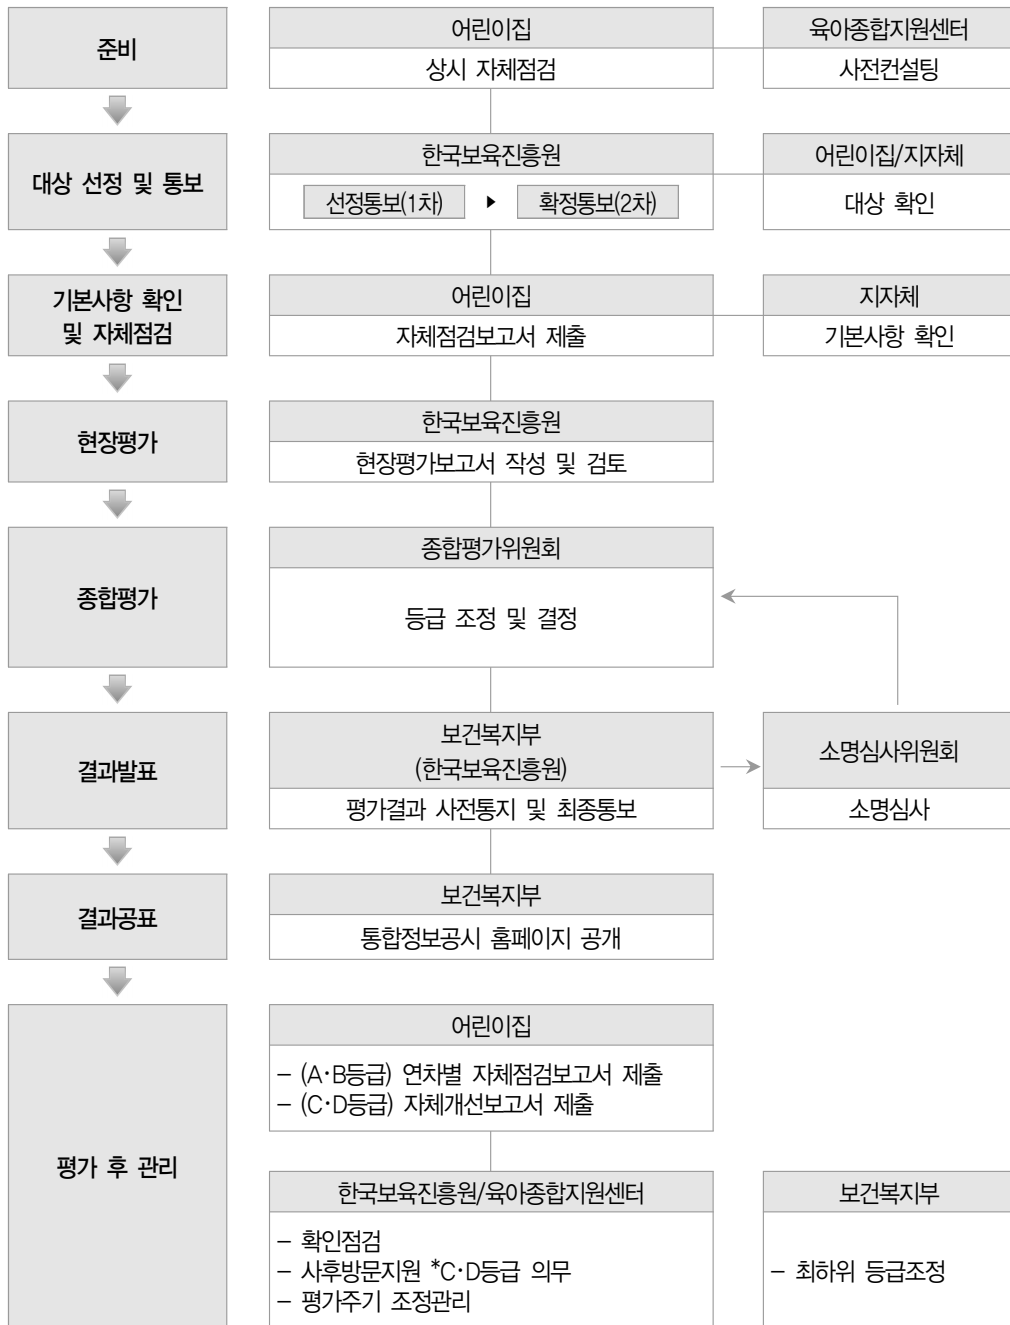 준비
어린이집
육아종합지원센터
상시 자체점검
사전컨설팅
대상 선정 및 통보
한국보육진흥원
어린이집/지자체
선정통보(1차) ▶ 확정통보(2차)
대상 확인
기본사항 확인
및 자체점검
어린이집
지자체
자체점검보고서 제출
기본사항 확인
현장평가
한국보육진흥원
현장평가보고서 작성 및 검토
종합평가
종합평가위원회
등급 조정 및 결정
결과발표
보건복지부
(한국보육진흥원)
소명심사위원회
평가결과 사전통지 및 최종통보
소명심사
결과공표
보건복지부
통합정보공시 홈페이지 공개
평가 후 관리
어린이집
– (A·B등급) 연차별 자체점검보고서 제출
– (C·D등급) 자체개선보고서 제출
한국보육진흥원/육아종합지원센터
보건복지부
– 확인점검
– 사후방문지원 *C·D등급 의무
– 평가주기 조정관리
– 최하위 등급조정